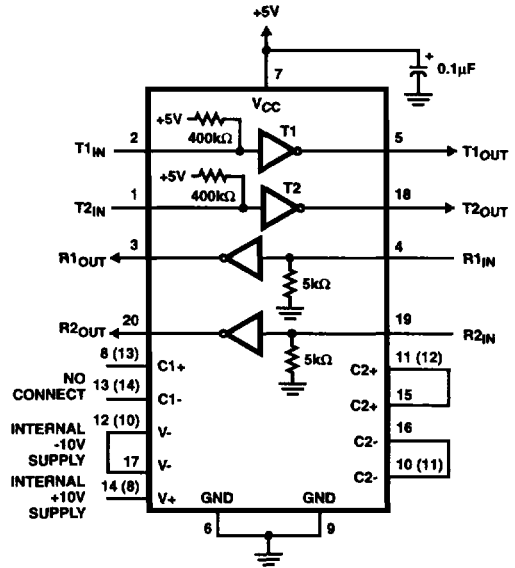 +5V
+
0.1μF
7
VCC
+5V
400kΩ
T1
2
5
T1IN
T1OUT
+5V
400kΩ
T2
1
18
T2IN
T2OUT
3
4
R1OUT
R1IN
5kΩ
20
19
R2OUT
R2IN
5kΩ
8 (13)
C1+
NO
CONNECT
13 (14)
C1-
12 (10)
V-
INTERNAL
-10V
SUPPLY
17
V-
INTERNAL
+10V
SUPPLY
14 (8)
V+
11 (12)
C2+
15
C2+
16
C2-
10 (11)
C2-
GND
GND
6
9